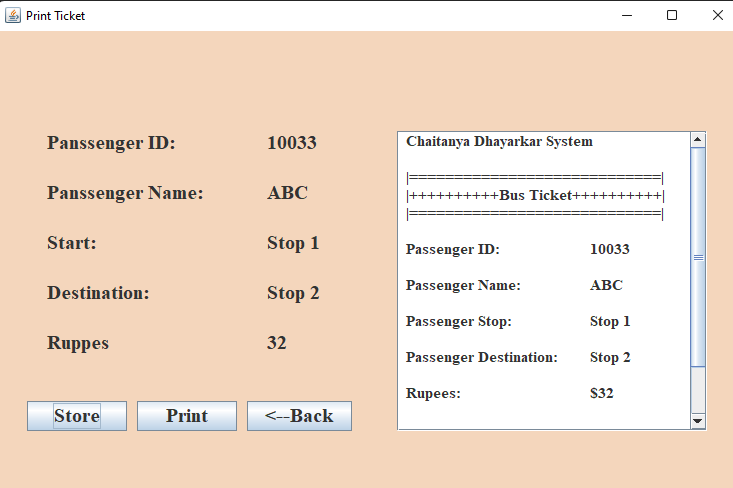 Print Ticket
Panssenger ID: 10033
Panssenger Name: ABC
Start: Stop 1
Destination: Stop 2
Ruppes 32
Store Print <--Back
Chaitanya Dhayarkar System
|============================|
|++++++++++Bus Ticket++++++++++|
|============================|
Passenger ID: 10033
Passenger Name: ABC
Passenger Stop: Stop 1
Passenger Destination: Stop 2
Rupees: $32